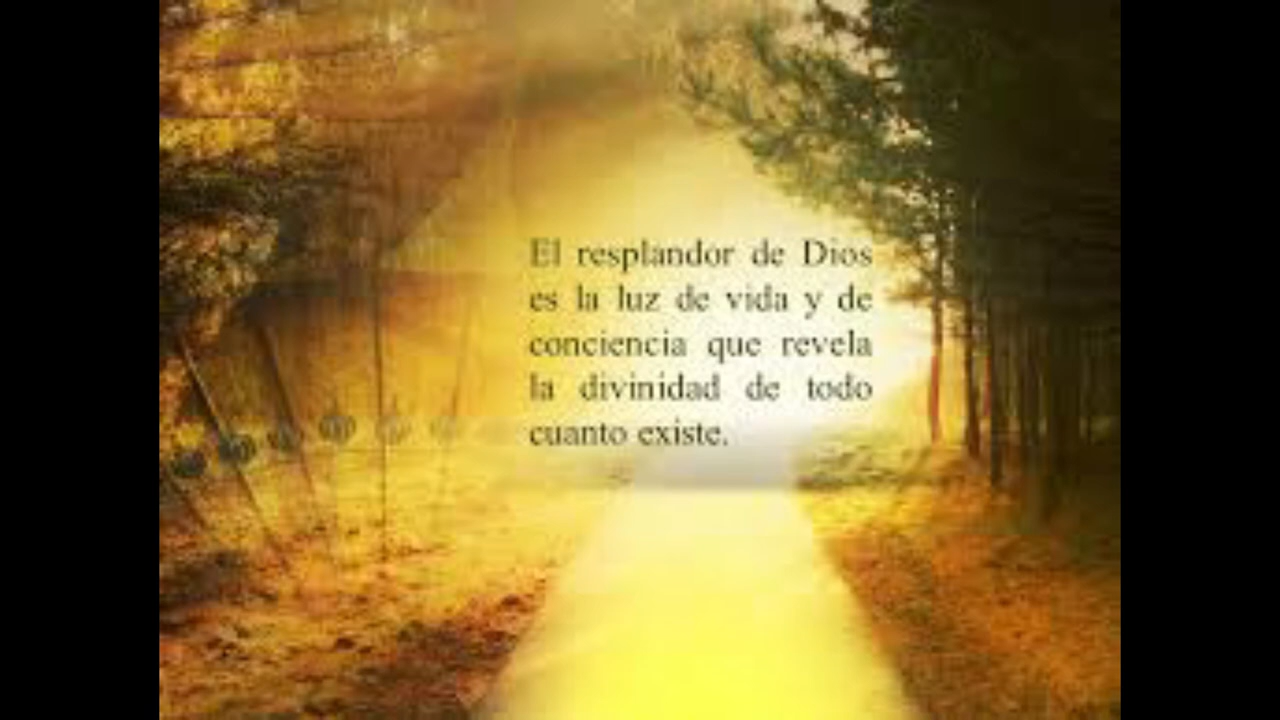 El resplandor de Dios
es la luz de vida y de
conciencia que revela
la divinidad de todo
cuanto existe.